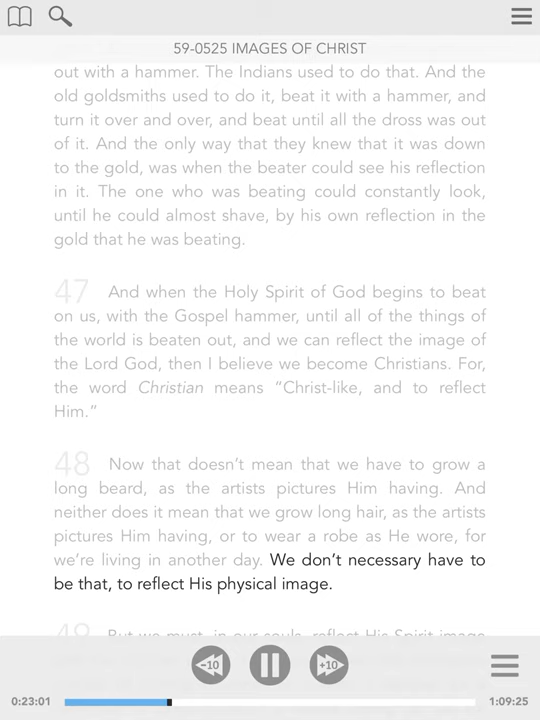 59-0525 IMAGES OF CHRIST
out with a hammer. The Indians used to do that. And the
old goldsmiths used to do it, beat it with a hammer, and
turn it over and over, and beat until all the dross was out
of it. And the only way that they knew that it was down
to the gold, was when the beater could see his reflection
in it. The one who was beating could constantly look,
until he could almost shave, by his own reflection in the
gold that he was beating.
47 And when the Holy Spirit of God begins to beat
on us, with the Gospel hammer, until all of the things of
the world is beaten out, and we can reflect the image of
the Lord God, then I believe we become Christians. For,
the word Christian means “Christ-like, and to reflect
Him.”
48 Now that doesn’t mean that we have to grow a
long beard, as the artists pictures Him having. And
neither does it mean that we grow long hair, as the artists
pictures Him having, or to wear a robe as He wore, for
we’re living in another day. We don’t necessary have to
be that, to reflect His physical image.
49 But we must, in our souls, reflect His Spirit image
-10
+10
0:23:01
1:09:25